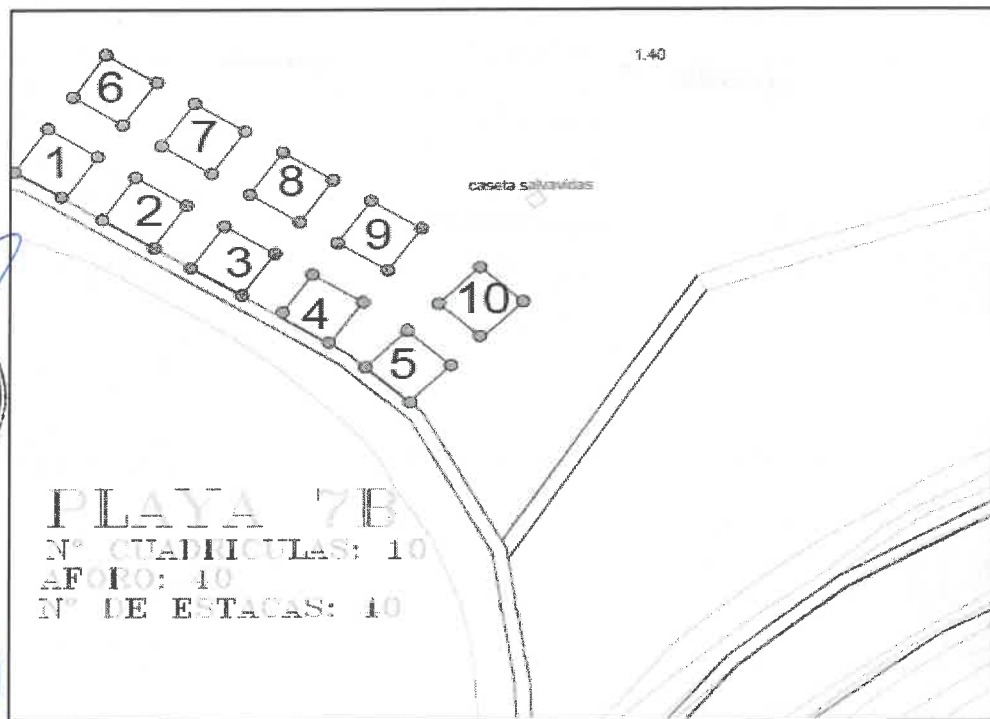 1.40
6
7
1
8
caseta salvavidas
2
9
3
10
4
5
PLAYA 7B
Nº CUADRICULAS: 10
AFORO: 40
Nº DE ESTACAS: 40